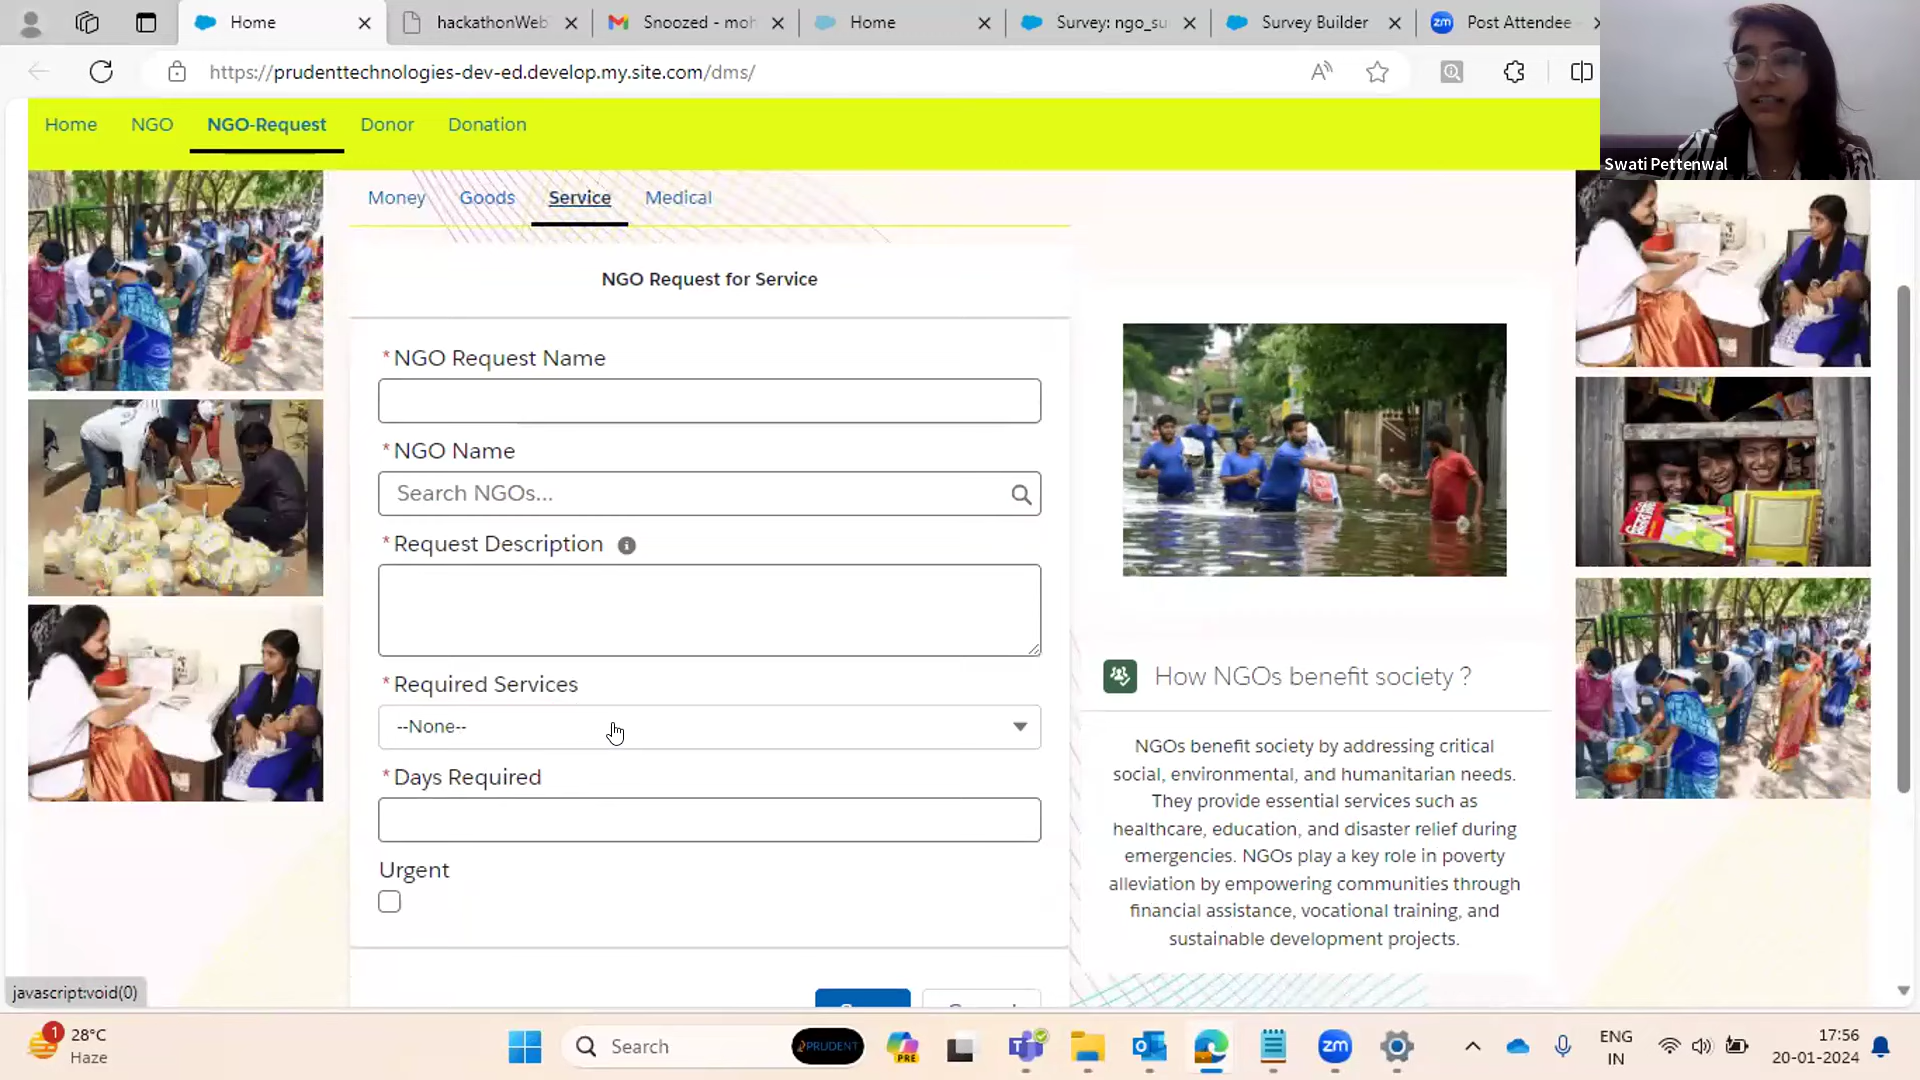 Home
hackathonWeb
Snoozed - moh
Home
Survey: ngo_su
Survey Builder
zm
Post Attendee
https://prudenttechnologies-dev-ed.develop.my.site.com/dms/
Swati Pettenwal
Home
NGO
NGO-Request
Donor
Donation
Money
Goods
Service
Medical
NGO Request for Service
*NGO Request Name
*NGO Name
Search NGOs...
*Request Description
*Required Services
--None--
*Days Required
Urgent
How NGOs benefit society ?
NGOs benefit society by addressing critical
social, environmental, and humanitarian needs.
They provide essential services such as
healthcare, education, and disaster relief during
emergencies. NGOs play a key role in poverty
alleviation by empowering communities through
financial assistance, vocational training, and
sustainable development projects.
javascript:void(0)
1
28°C
Haze
Search
PRUDENT
PRE
zm
ENG
IN
17:56
20-01-2024